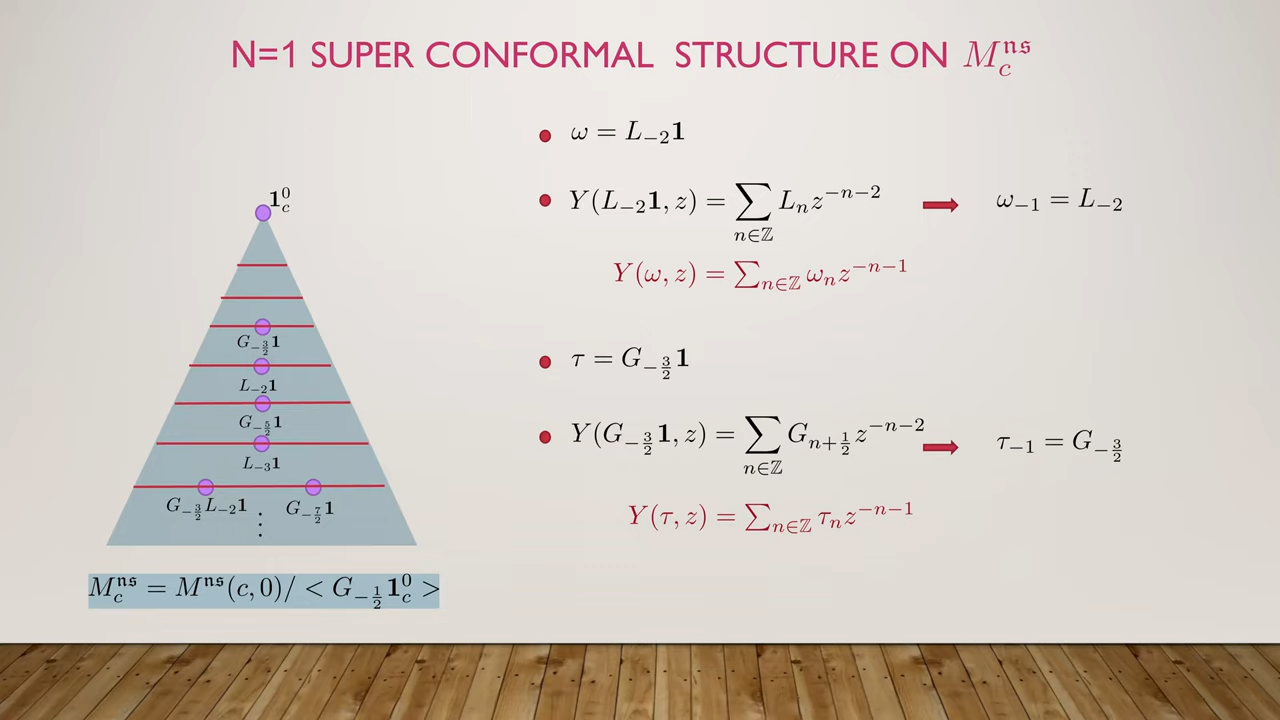 N=1 SUPER CONFORMAL STRUCTURE ON $M_c^{\mathfrak{ns}}$
$\mathbf{1}_c^0$
$G_{-\frac{3}{2}}\mathbf{1}$
$L_{-2}\mathbf{1}$
$G_{-\frac{5}{2}}\mathbf{1}$
$L_{-3}\mathbf{1}$
$G_{-\frac{3}{2}}L_{-2}\mathbf{1}$ $G_{-\frac{7}{2}}\mathbf{1}$
⋮
$M_c^{\mathfrak{ns}} = M^{\mathfrak{ns}}(c,0)/ < G_{-\frac{1}{2}}\mathbf{1}_c^0 >$
• $\omega = L_{-2}\mathbf{1}$
• $Y(L_{-2}\mathbf{1}, z) = \sum_{n\in\mathbb{Z}} L_n z^{-n-2}$ $\omega_{-1} = L_{-2}$
$Y(\omega, z) = \sum_{n\in\mathbb{Z}} \omega_n z^{-n-1}$
• $\tau = G_{-\frac{3}{2}}\mathbf{1}$
• $Y(G_{-\frac{3}{2}}\mathbf{1}, z) = \sum_{n\in\mathbb{Z}} G_{n+\frac{1}{2}} z^{-n-2}$ $\tau_{-1} = G_{-\frac{3}{2}}$
$Y(\tau, z) = \sum_{n\in\mathbb{Z}} \tau_n z^{-n-1}$